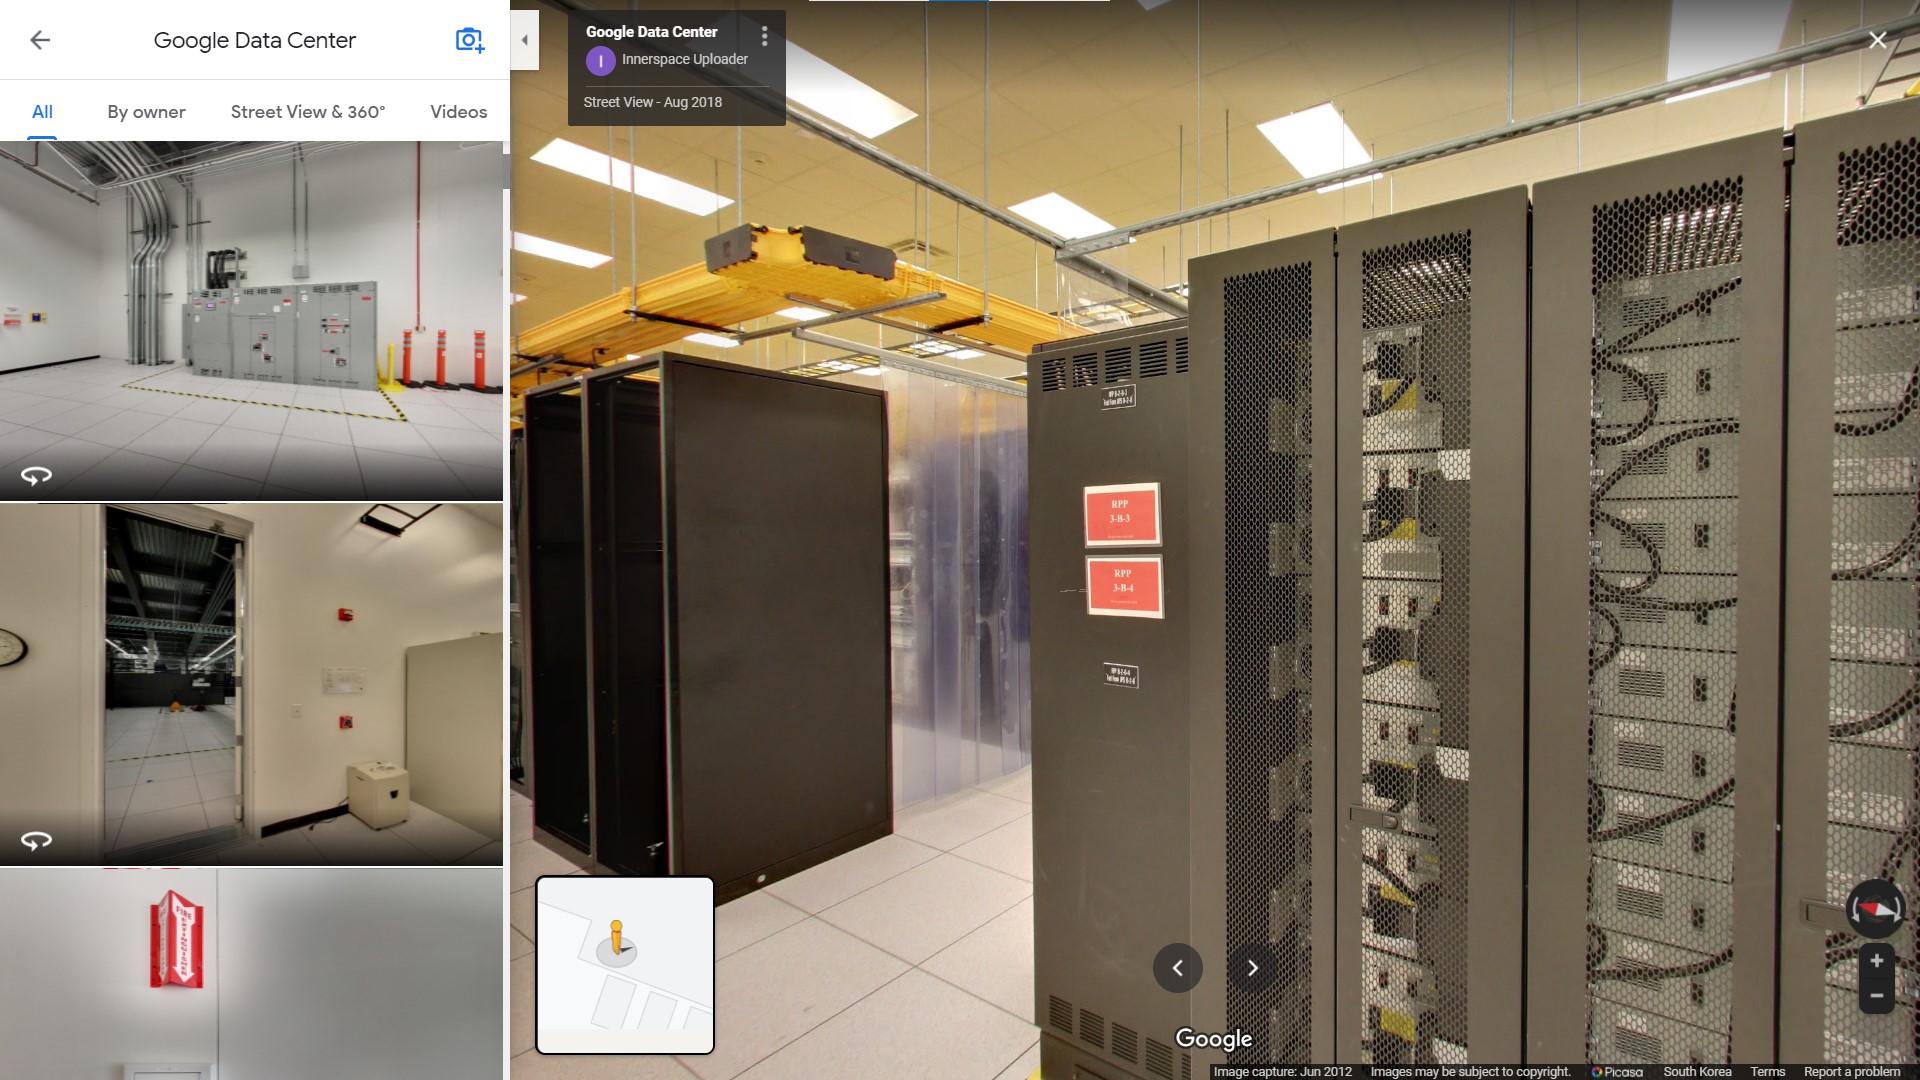 Google Data Center
All
By owner
Street View & 360°
Videos
FIRE
Google Data Center
I
Innerspace Uploader
Street View - Aug 2018
RPP
3-B-3
RPP
3-B-4
Google
Image capture: Jun 2012
Images may be subject to copyright.
Picasa
South Korea
Terms
Report a problem